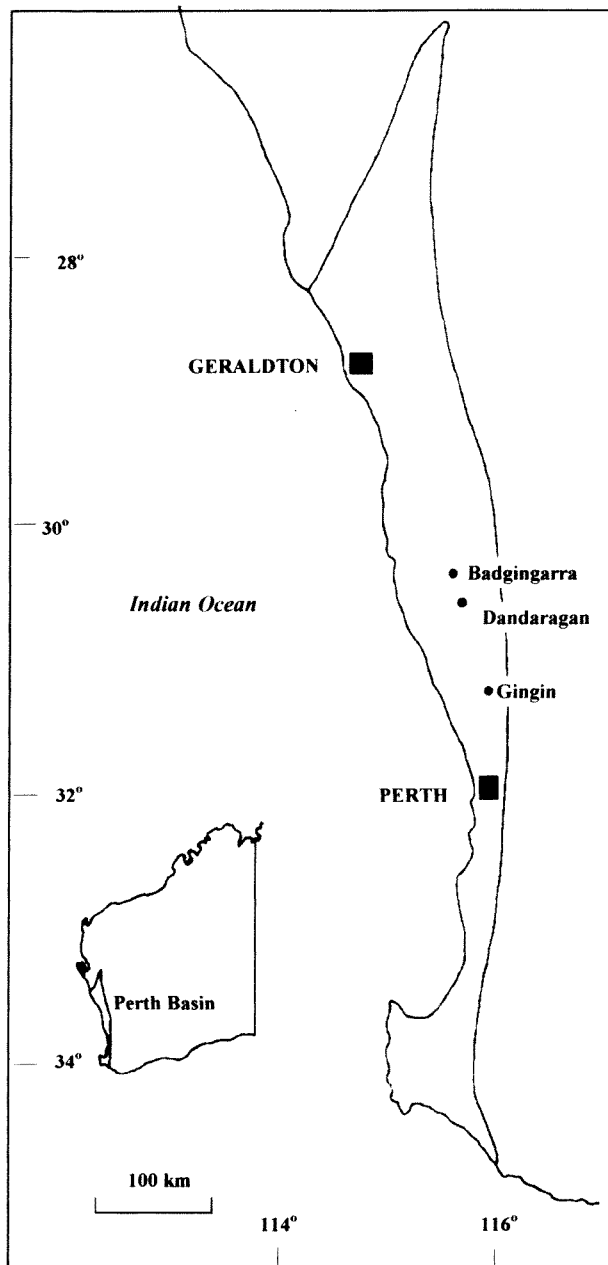 28°
GERALDTON
30°
Badgingarra
Indian Ocean
Dandaragan
Gingin
PERTH
32°
Perth Basin
34°
100 km
114°
116°